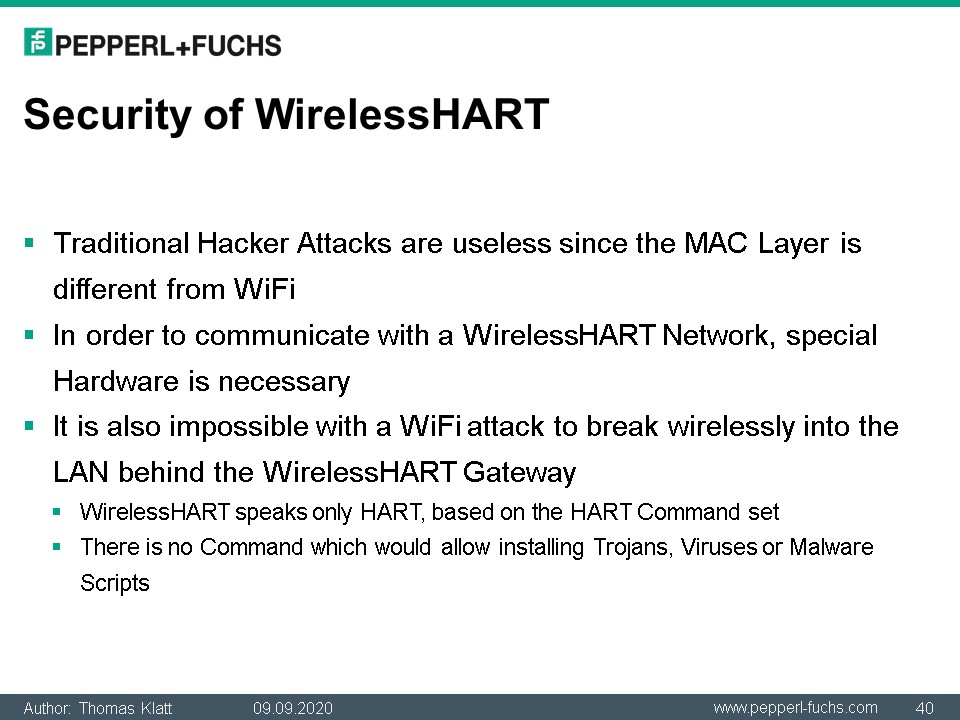 PEPPERL+FUCHS
Security of WirelessHART
Traditional Hacker Attacks are useless since the MAC Layer is
different from WiFi
In order to communicate with a WirelessHART Network, special
Hardware is necessary
It is also impossible with a WiFi attack to break wirelessly into the
LAN behind the WirelessHART Gateway
WirelessHART speaks only HART, based on the HART Command set
There is no Command which would allow installing Trojans, Viruses or Malware
Scripts
Author: Thomas Klatt 09.09.2020 www.pepperl-fuchs.com 40